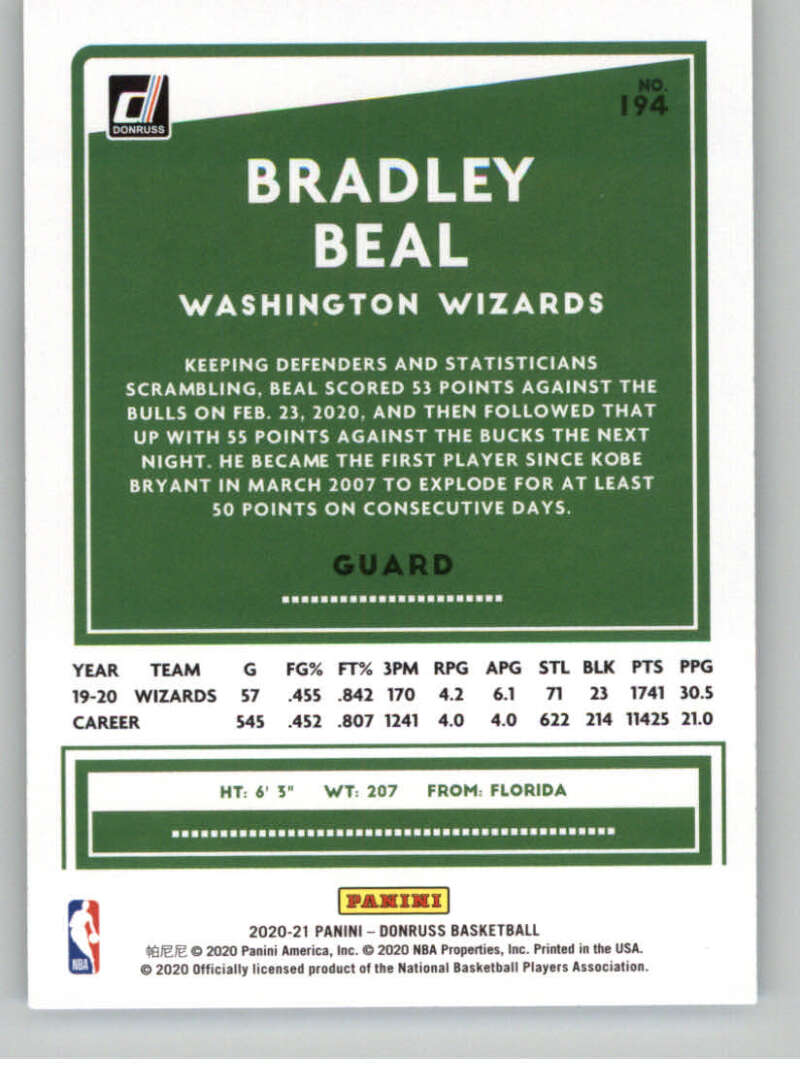 DONRUSS
NO.
194
BRADLEY
BEAL
WASHINGTON WIZARDS
KEEPING DEFENDERS AND STATISTICIANS
SCRAMBLING, BEAL SCORED 53 POINTS AGAINST THE
BULLS ON FEB. 23, 2020, AND THEN FOLLOWED THAT
UP WITH 55 POINTS AGAINST THE BUCKS THE NEXT
NIGHT. HE BECAME THE FIRST PLAYER SINCE KOBE
BRYANT IN MARCH 2007 TO EXPLODE FOR AT LEAST
50 POINTS ON CONSECUTIVE DAYS.
GUARD
YEAR TEAM G FG% FT% 3PM RPG APG STL BLK PTS PPG
19-20 WIZARDS 57 .455 .842 170 4.2 6.1 71 23 1741 30.5
CAREER 545 .452 .807 1241 4.0 4.0 622 214 11425 21.0
HT: 6' 3" WT: 207 FROM: FLORIDA
PANINI
2020-21 PANINI – DONRUSS BASKETBALL
帕尼尼 © 2020 Panini America, Inc. © 2020 NBA Properties, Inc. Printed in the USA.
© 2020 Officially licensed product of the National Basketball Players Association.
NBA